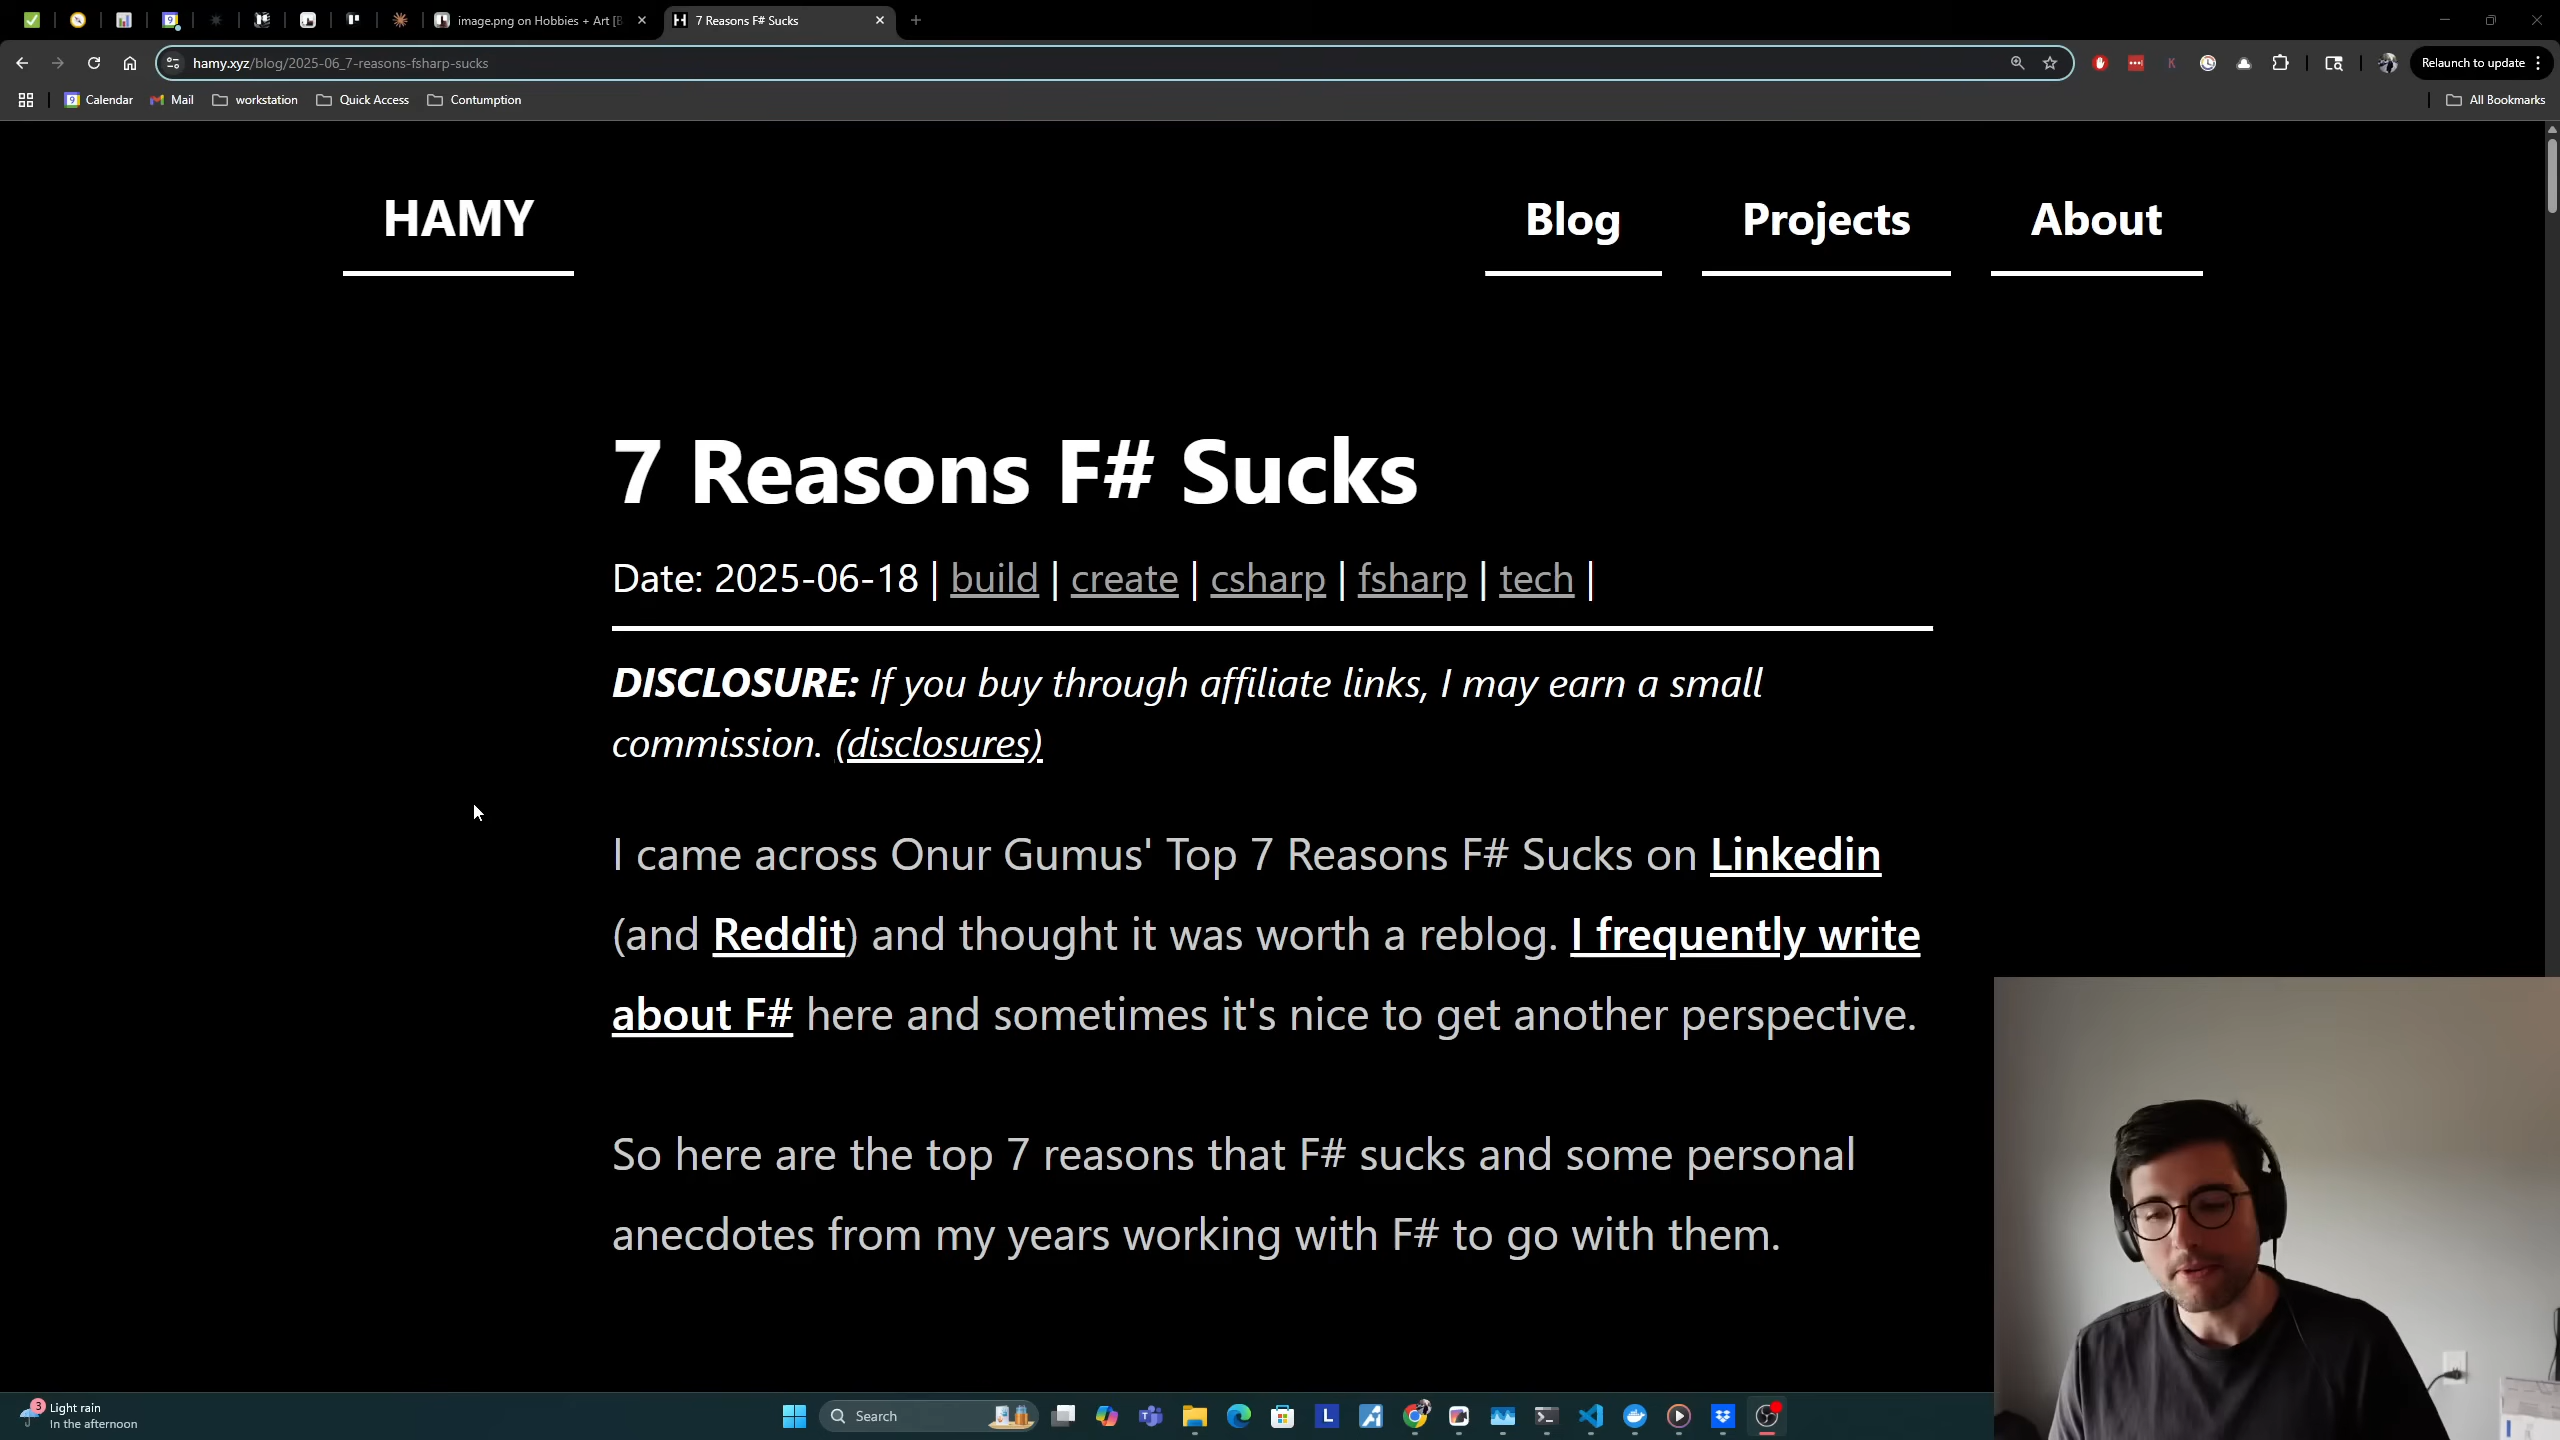 image.png on Hobbies + Art [B
7 Reasons F# Sucks
hamy.xyz/blog/2025-06_7-reasons-fsharp-sucks
Relaunch to update
Calendar
Mail
workstation
Quick Access
Contumption
All Bookmarks
HAMY
Blog
Projects
About
7 Reasons F# Sucks
Date: 2025-06-18 | build | create | csharp | fsharp | tech |
DISCLOSURE: If you buy through affiliate links, I may earn a small
commission. (disclosures)
I came across Onur Gumus' Top 7 Reasons F# Sucks on Linkedin
(and Reddit) and thought it was worth a reblog. I frequently write
about F# here and sometimes it's nice to get another perspective.
So here are the top 7 reasons that F# sucks and some personal
anecdotes from my years working with F# to go with them.
3
Light rain
In the afternoon
Search